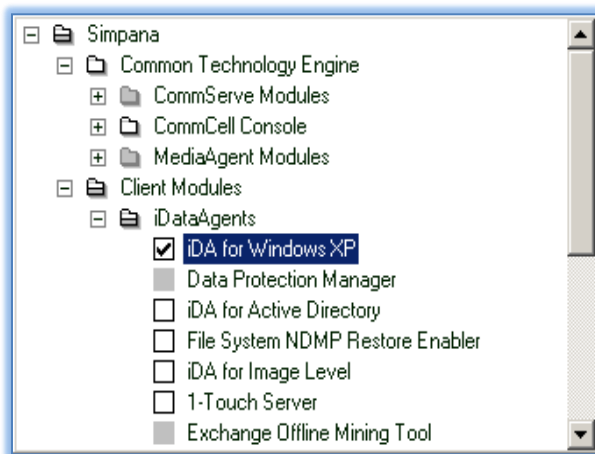 Simpana
Common Technology Engine
CommServe Modules
CommCell Console
MediaAgent Modules
Client Modules
iDataAgents
iDA for Windows XP
Data Protection Manager
iDA for Active Directory
File System NDMP Restore Enabler
iDA for Image Level
1-Touch Server
Exchange Offline Mining Tool